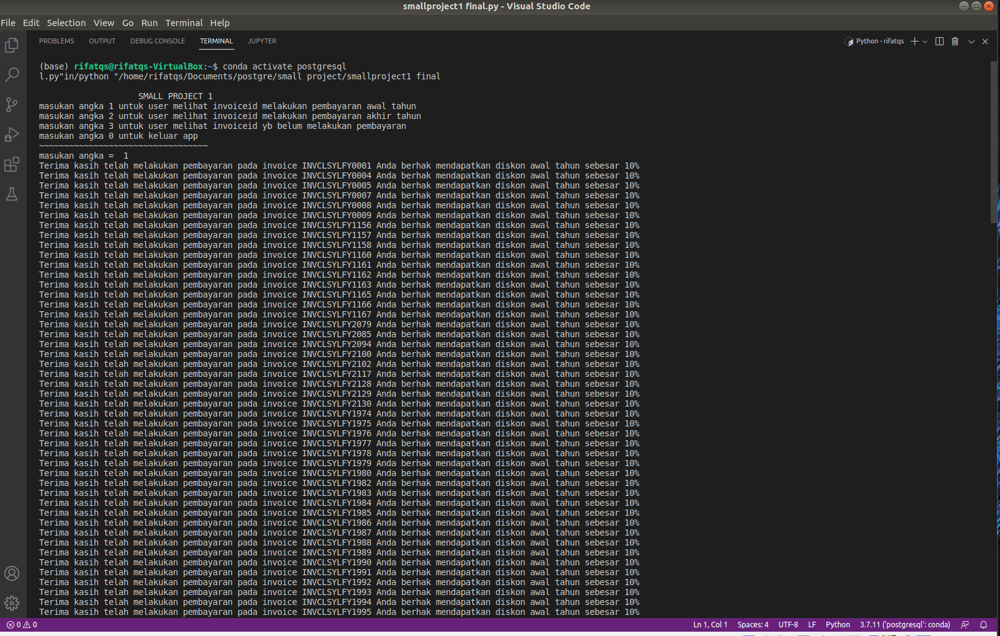 smallproject1 final.py - Visual Studio Code
File Edit Selection View Go Run Terminal Help
PROBLEMS OUTPUT DEBUG CONSOLE TERMINAL JUPYTER Python - rifatqs
(base) rifatqs@rifatqs-VirtualBox:~$ conda activate postgresql
l.py"in/python "/home/rifatqs/Documents/postgre/small project/smallproject1 final
SMALL PROJECT 1
masukan angka 1 untuk user melihat invoiceid melakukan pembayaran awal tahun
masukan angka 2 untuk user melihat invoiceid melakukan pembayaran akhir tahun
masukan angka 3 untuk user melihat invoiceid yb belum melakukan pembayaran
masukan angka 0 untuk keluar app
~~~~~~~~~~~~~~~~~~~~~~~~~~~~~~~~~~
masukan angka =  1
Terima kasih telah melakukan pembayaran pada invoice INVCLSYLFY0001 Anda berhak mendapatkan diskon awal tahun sebesar 10%
Terima kasih telah melakukan pembayaran pada invoice INVCLSYLFY0004 Anda berhak mendapatkan diskon awal tahun sebesar 10%
Terima kasih telah melakukan pembayaran pada invoice INVCLSYLFY0005 Anda berhak mendapatkan diskon awal tahun sebesar 10%
Terima kasih telah melakukan pembayaran pada invoice INVCLSYLFY0007 Anda berhak mendapatkan diskon awal tahun sebesar 10%
Terima kasih telah melakukan pembayaran pada invoice INVCLSYLFY0008 Anda berhak mendapatkan diskon awal tahun sebesar 10%
Terima kasih telah melakukan pembayaran pada invoice INVCLSYLFY0009 Anda berhak mendapatkan diskon awal tahun sebesar 10%
Terima kasih telah melakukan pembayaran pada invoice INVCLSYLFY1156 Anda berhak mendapatkan diskon awal tahun sebesar 10%
Terima kasih telah melakukan pembayaran pada invoice INVCLSYLFY1157 Anda berhak mendapatkan diskon awal tahun sebesar 10%
Terima kasih telah melakukan pembayaran pada invoice INVCLSYLFY1158 Anda berhak mendapatkan diskon awal tahun sebesar 10%
Terima kasih telah melakukan pembayaran pada invoice INVCLSYLFY1160 Anda berhak mendapatkan diskon awal tahun sebesar 10%
Terima kasih telah melakukan pembayaran pada invoice INVCLSYLFY1161 Anda berhak mendapatkan diskon awal tahun sebesar 10%
Terima kasih telah melakukan pembayaran pada invoice INVCLSYLFY1162 Anda berhak mendapatkan diskon awal tahun sebesar 10%
Terima kasih telah melakukan pembayaran pada invoice INVCLSYLFY1163 Anda berhak mendapatkan diskon awal tahun sebesar 10%
Terima kasih telah melakukan pembayaran pada invoice INVCLSYLFY1165 Anda berhak mendapatkan diskon awal tahun sebesar 10%
Terima kasih telah melakukan pembayaran pada invoice INVCLSYLFY1166 Anda berhak mendapatkan diskon awal tahun sebesar 10%
Terima kasih telah melakukan pembayaran pada invoice INVCLSYLFY1167 Anda berhak mendapatkan diskon awal tahun sebesar 10%
Terima kasih telah melakukan pembayaran pada invoice INVCLSYLFY2079 Anda berhak mendapatkan diskon awal tahun sebesar 10%
Terima kasih telah melakukan pembayaran pada invoice INVCLSYLFY2085 Anda berhak mendapatkan diskon awal tahun sebesar 10%
Terima kasih telah melakukan pembayaran pada invoice INVCLSYLFY2094 Anda berhak mendapatkan diskon awal tahun sebesar 10%
Terima kasih telah melakukan pembayaran pada invoice INVCLSYLFY2100 Anda berhak mendapatkan diskon awal tahun sebesar 10%
Terima kasih telah melakukan pembayaran pada invoice INVCLSYLFY2102 Anda berhak mendapatkan diskon awal tahun sebesar 10%
Terima kasih telah melakukan pembayaran pada invoice INVCLSYLFY2117 Anda berhak mendapatkan diskon awal tahun sebesar 10%
Terima kasih telah melakukan pembayaran pada invoice INVCLSYLFY2128 Anda berhak mendapatkan diskon awal tahun sebesar 10%
Terima kasih telah melakukan pembayaran pada invoice INVCLSYLFY2129 Anda berhak mendapatkan diskon awal tahun sebesar 10%
Terima kasih telah melakukan pembayaran pada invoice INVCLSYLFY2130 Anda berhak mendapatkan diskon awal tahun sebesar 10%
Terima kasih telah melakukan pembayaran pada invoice INVCLSYLFY1974 Anda berhak mendapatkan diskon awal tahun sebesar 10%
Terima kasih telah melakukan pembayaran pada invoice INVCLSYLFY1975 Anda berhak mendapatkan diskon awal tahun sebesar 10%
Terima kasih telah melakukan pembayaran pada invoice INVCLSYLFY1976 Anda berhak mendapatkan diskon awal tahun sebesar 10%
Terima kasih telah melakukan pembayaran pada invoice INVCLSYLFY1977 Anda berhak mendapatkan diskon awal tahun sebesar 10%
Terima kasih telah melakukan pembayaran pada invoice INVCLSYLFY1978 Anda berhak mendapatkan diskon awal tahun sebesar 10%
Terima kasih telah melakukan pembayaran pada invoice INVCLSYLFY1979 Anda berhak mendapatkan diskon awal tahun sebesar 10%
Terima kasih telah melakukan pembayaran pada invoice INVCLSYLFY1980 Anda berhak mendapatkan diskon awal tahun sebesar 10%
Terima kasih telah melakukan pembayaran pada invoice INVCLSYLFY1982 Anda berhak mendapatkan diskon awal tahun sebesar 10%
Terima kasih telah melakukan pembayaran pada invoice INVCLSYLFY1983 Anda berhak mendapatkan diskon awal tahun sebesar 10%
Terima kasih telah melakukan pembayaran pada invoice INVCLSYLFY1984 Anda berhak mendapatkan diskon awal tahun sebesar 10%
Terima kasih telah melakukan pembayaran pada invoice INVCLSYLFY1985 Anda berhak mendapatkan diskon awal tahun sebesar 10%
Terima kasih telah melakukan pembayaran pada invoice INVCLSYLFY1986 Anda berhak mendapatkan diskon awal tahun sebesar 10%
Terima kasih telah melakukan pembayaran pada invoice INVCLSYLFY1987 Anda berhak mendapatkan diskon awal tahun sebesar 10%
Terima kasih telah melakukan pembayaran pada invoice INVCLSYLFY1988 Anda berhak mendapatkan diskon awal tahun sebesar 10%
Terima kasih telah melakukan pembayaran pada invoice INVCLSYLFY1989 Anda berhak mendapatkan diskon awal tahun sebesar 10%
Terima kasih telah melakukan pembayaran pada invoice INVCLSYLFY1990 Anda berhak mendapatkan diskon awal tahun sebesar 10%
Terima kasih telah melakukan pembayaran pada invoice INVCLSYLFY1991 Anda berhak mendapatkan diskon awal tahun sebesar 10%
Terima kasih telah melakukan pembayaran pada invoice INVCLSYLFY1992 Anda berhak mendapatkan diskon awal tahun sebesar 10%
Terima kasih telah melakukan pembayaran pada invoice INVCLSYLFY1993 Anda berhak mendapatkan diskon awal tahun sebesar 10%
Terima kasih telah melakukan pembayaran pada invoice INVCLSYLFY1994 Anda berhak mendapatkan diskon awal tahun sebesar 10%
Terima kasih telah melakukan pembayaran pada invoice INVCLSYLFY1995 Anda berhak mendapatkan diskon awal tahun sebesar 10%
0 0 Ln 1, Col 1 Spaces: 4 UTF-8 LF Python 3.7.11 ('postgresql': conda)